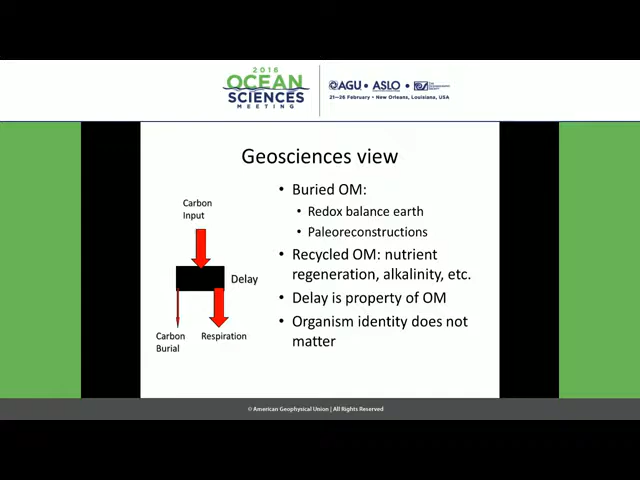 2016
OCEAN
SCIENCES
MEETING
AGU • ASLO •
21–26 February • New Orleans, Louisiana, USA
Geosciences view
Carbon
Input
Delay
Carbon
Burial
Respiration
• Buried OM:
• Redox balance earth
• Paleoreconstructions
• Recycled OM: nutrient
regeneration, alkalinity, etc.
• Delay is property of OM
• Organism identity does not
matter
© American Geophysical Union | All Rights Reserved